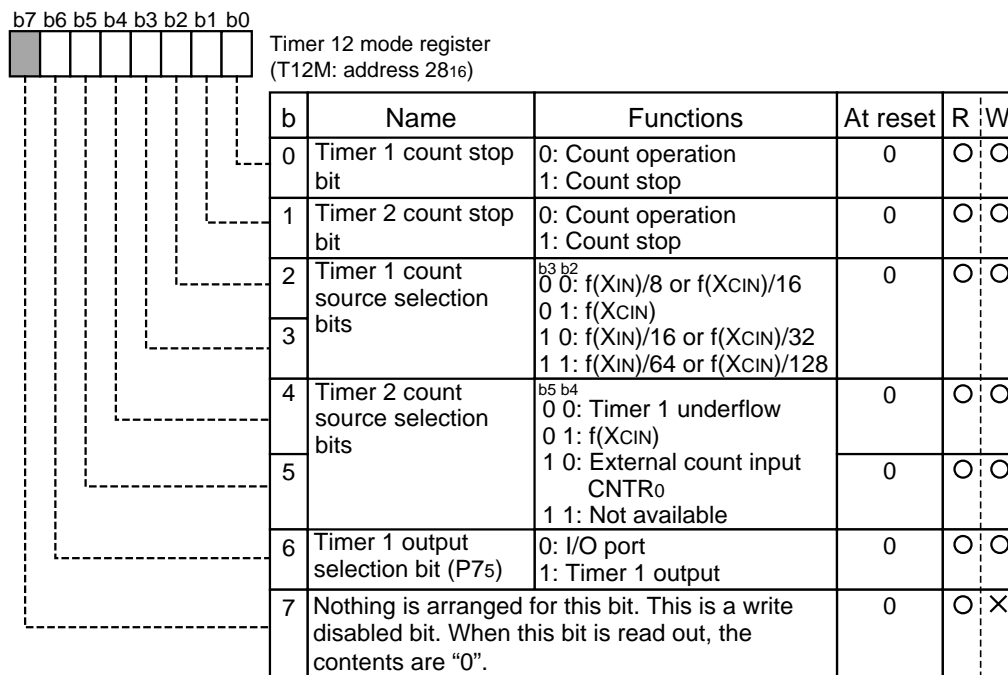 b7 b6 b5 b4 b3 b2 b1 b0
Timer 12 mode register
(T12M: address 2816)
b Name Functions At reset R W
0 Timer 1 count stop bit 0: Count operation 0 O O
1: Count stop
1 Timer 2 count stop bit 0: Count operation 0 O O
1: Count stop
2 Timer 1 count source selection bits b3 b2 0 O O
0 0: f(XIN)/8 or f(XCIN)/16
0 1: f(XCIN)
3 1 0: f(XIN)/16 or f(XCIN)/32
1 1: f(XIN)/64 or f(XCIN)/128
4 Timer 2 count source selection bits b5 b4 0 O O
0 0: Timer 1 underflow
0 1: f(XCIN)
5 1 0: External count input CNTR0 0 O O
1 1: Not available
6 Timer 1 output selection bit (P75) 0: I/O port 0 O O
1: Timer 1 output
7 Nothing is arranged for this bit. This is a write 0 O ×
disabled bit. When this bit is read out, the
contents are “0”.